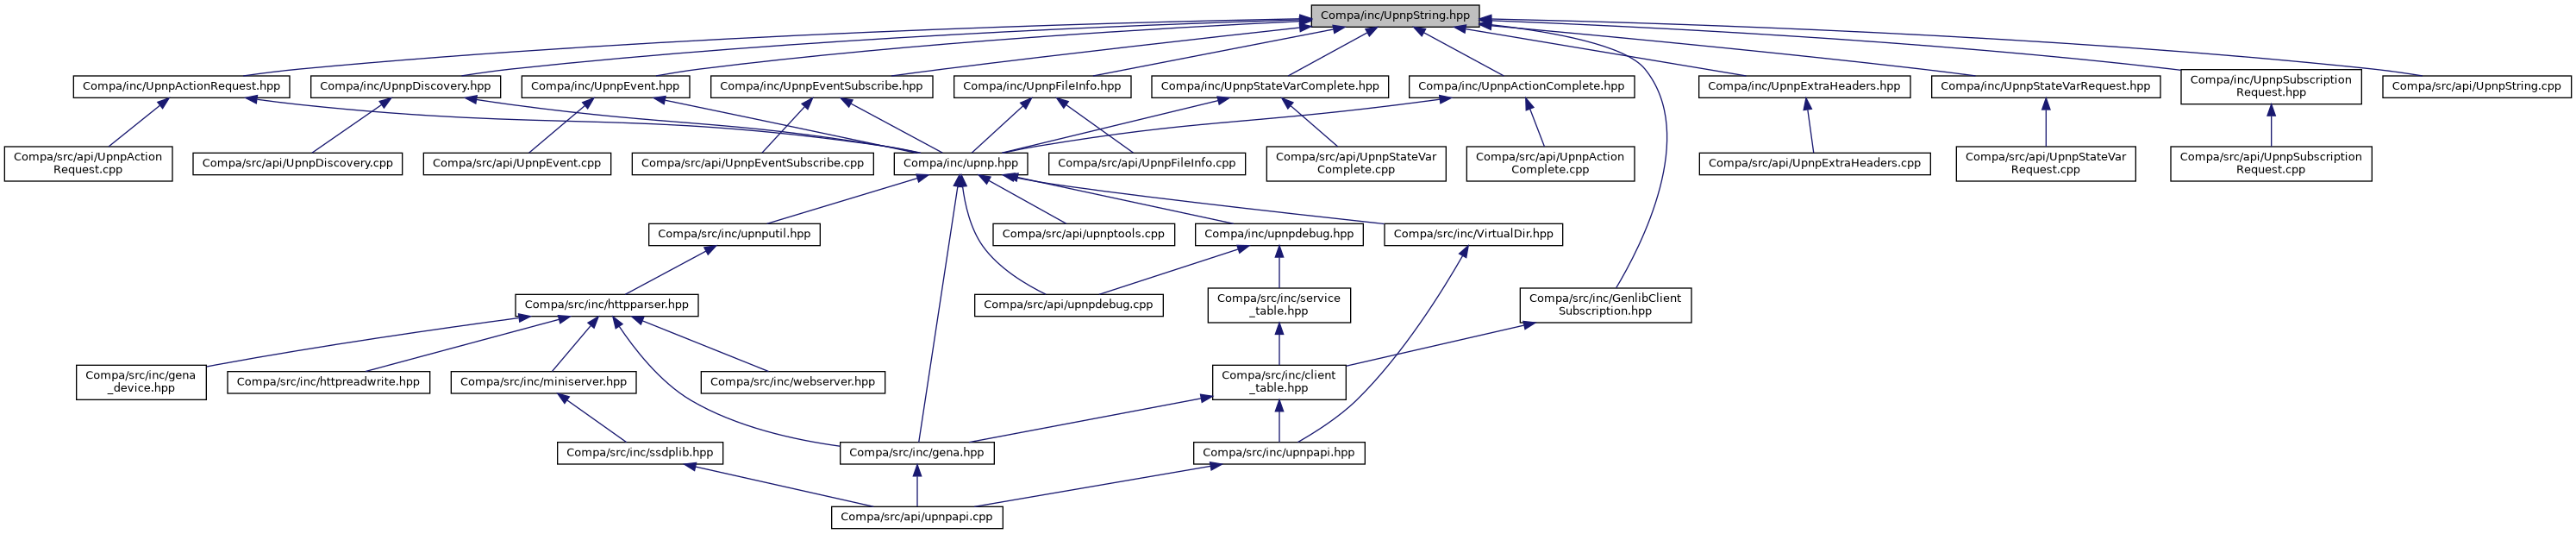 Compa/inc/UpnpString.hpp
Compa/inc/UpnpActionRequest.hpp
Compa/inc/UpnpDiscovery.hpp
Compa/inc/UpnpEvent.hpp
Compa/inc/UpnpEventSubscribe.hpp
Compa/inc/UpnpFileInfo.hpp
Compa/inc/UpnpStateVarComplete.hpp
Compa/inc/UpnpActionComplete.hpp
Compa/inc/UpnpExtraHeaders.hpp
Compa/inc/UpnpStateVarRequest.hpp
Compa/inc/UpnpSubscription
Request.hpp
Compa/src/api/UpnpString.cpp
Compa/src/api/UpnpAction
Request.cpp
Compa/src/api/UpnpDiscovery.cpp
Compa/src/api/UpnpEvent.cpp
Compa/src/api/UpnpEventSubscribe.cpp
Compa/inc/upnp.hpp
Compa/src/api/UpnpFileInfo.cpp
Compa/src/api/UpnpStateVar
Complete.cpp
Compa/src/api/UpnpAction
Complete.cpp
Compa/src/api/UpnpExtraHeaders.cpp
Compa/src/api/UpnpStateVar
Request.cpp
Compa/src/api/UpnpSubscription
Request.cpp
Compa/src/inc/upnputil.hpp
Compa/src/api/upnptools.cpp
Compa/inc/upnpdebug.hpp
Compa/src/inc/VirtualDir.hpp
Compa/src/inc/httpparser.hpp
Compa/src/api/upnpdebug.cpp
Compa/src/inc/service
_table.hpp
Compa/src/inc/GenlibClient
Subscription.hpp
Compa/src/inc/gena
_device.hpp
Compa/src/inc/httpreadwrite.hpp
Compa/src/inc/miniserver.hpp
Compa/src/inc/webserver.hpp
Compa/src/inc/client
_table.hpp
Compa/src/inc/ssdplib.hpp
Compa/src/inc/gena.hpp
Compa/src/inc/upnpapi.hpp
Compa/src/api/upnpapi.cpp